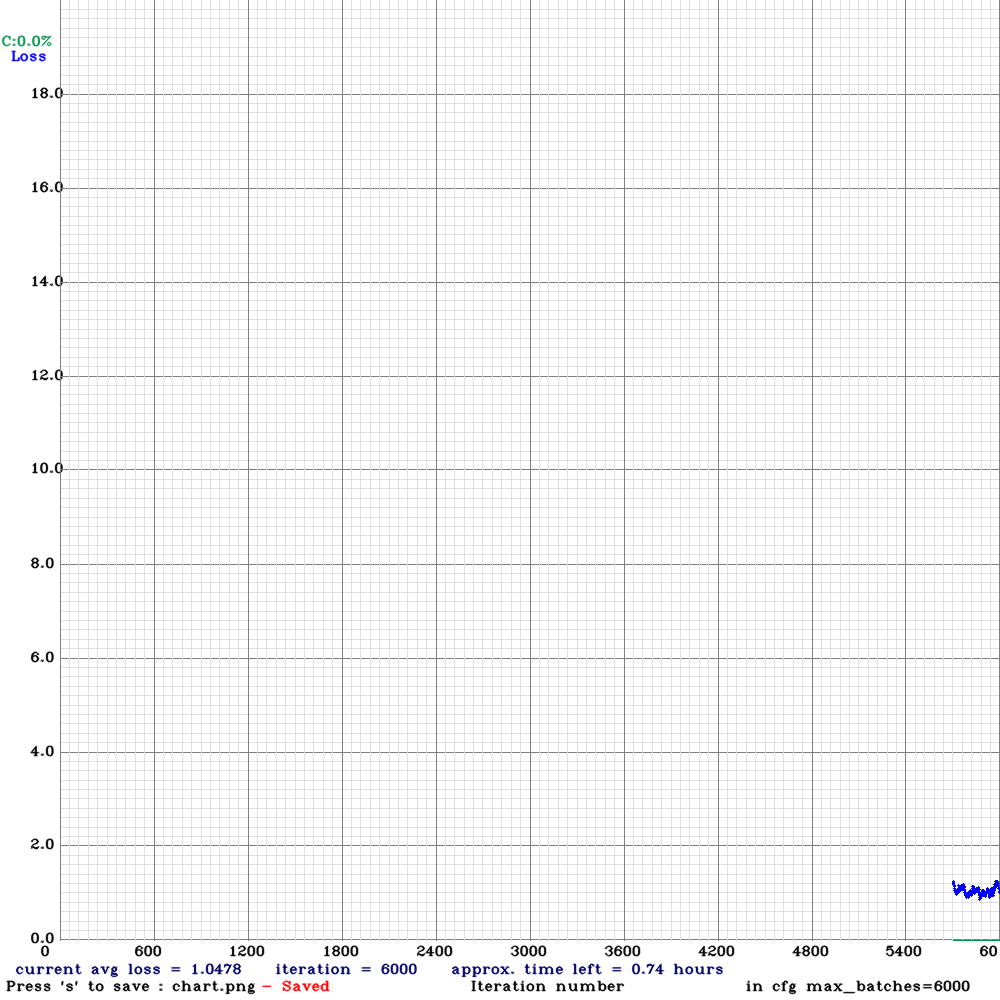 C:0.0%
Loss
18.0
16.0
14.0
12.0
10.0
8.0
6.0
4.0
2.0
0.0
0 600 1200 1800 2400 3000 3600 4200 4800 5400 60
current avg loss = 1.0478 iteration = 6000 approx. time left = 0.74 hours
Press 's' to save : chart.png - Saved Iteration number in cfg max_batches=6000